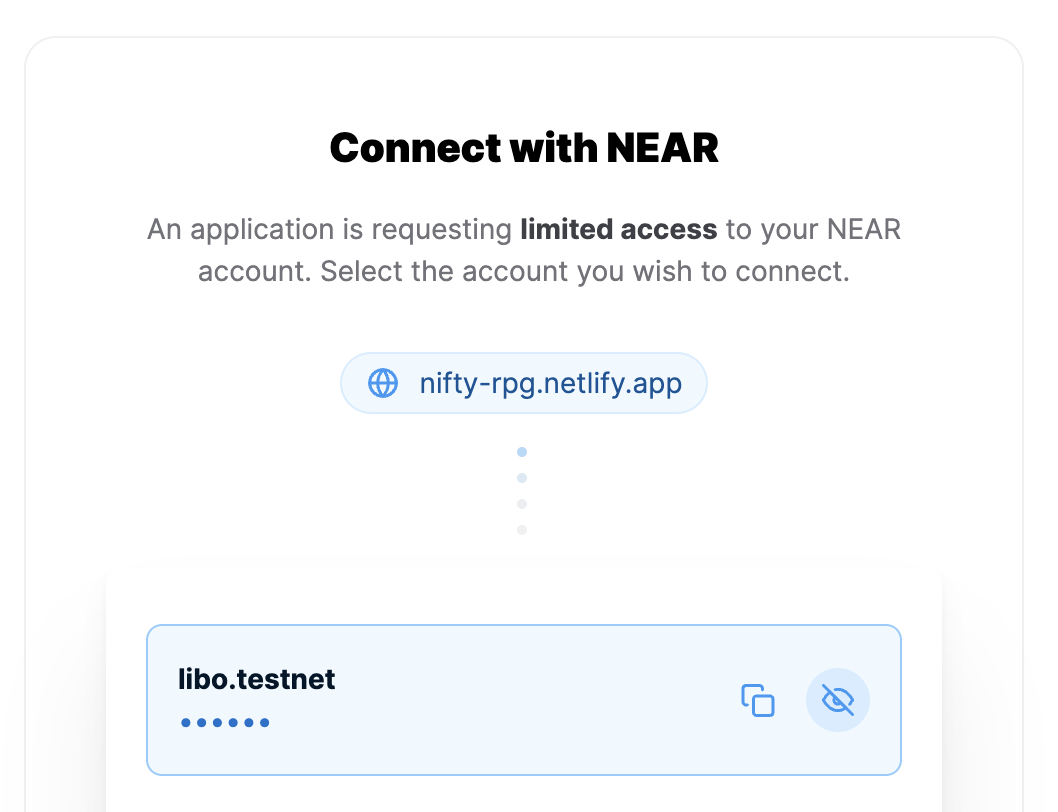 Connect with NEAR
An application is requesting limited access to your NEAR
account. Select the account you wish to connect.
nifty-rpg.netlify.app
libo.testnet
••••••